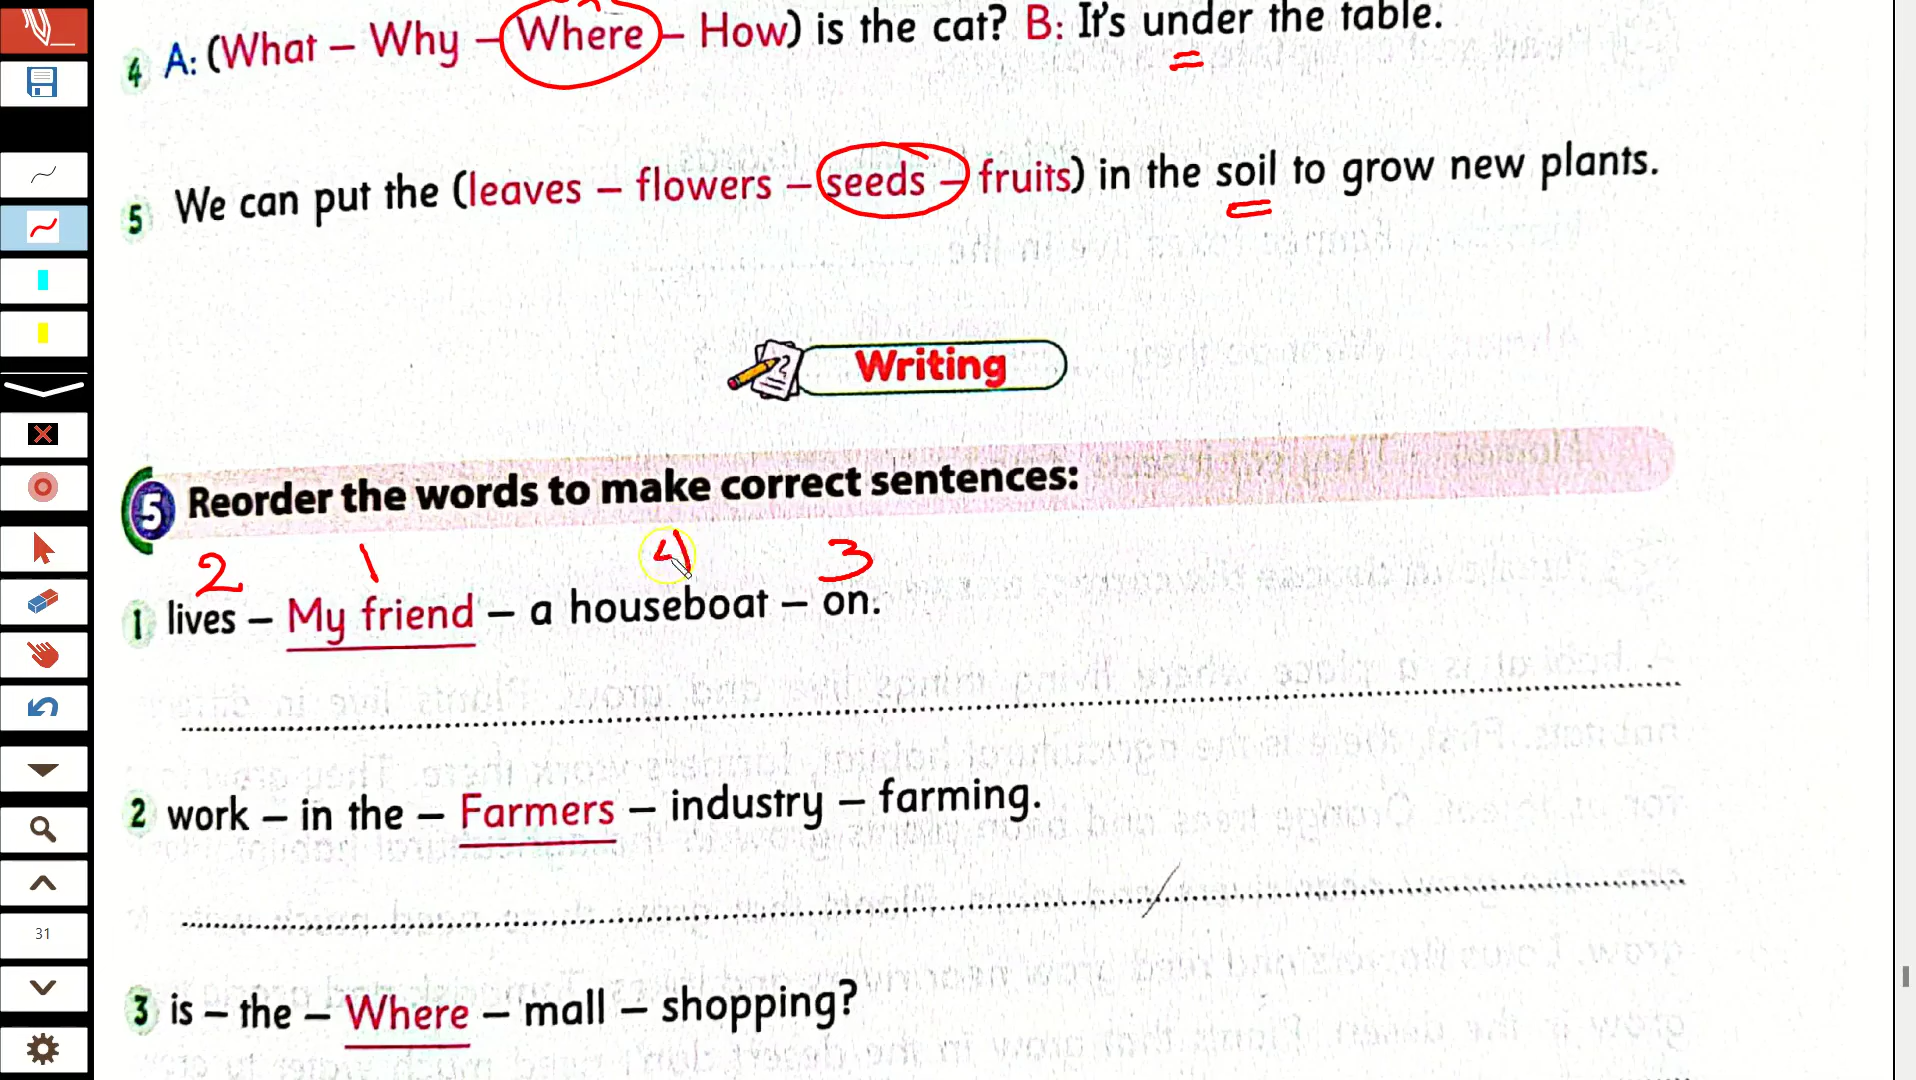 4 A: (What – Why – Where – How) is the cat? B: It's under the table.
5 We can put the (leaves – flowers – seeds – fruits) in the soil to grow new plants.
Writing
5 Reorder the words to make correct sentences:
2 1 4 3
1 lives – My friend – a houseboat – on.
2 work – in the – Farmers – industry – farming.
3 is – the – Where – mall – shopping?
31